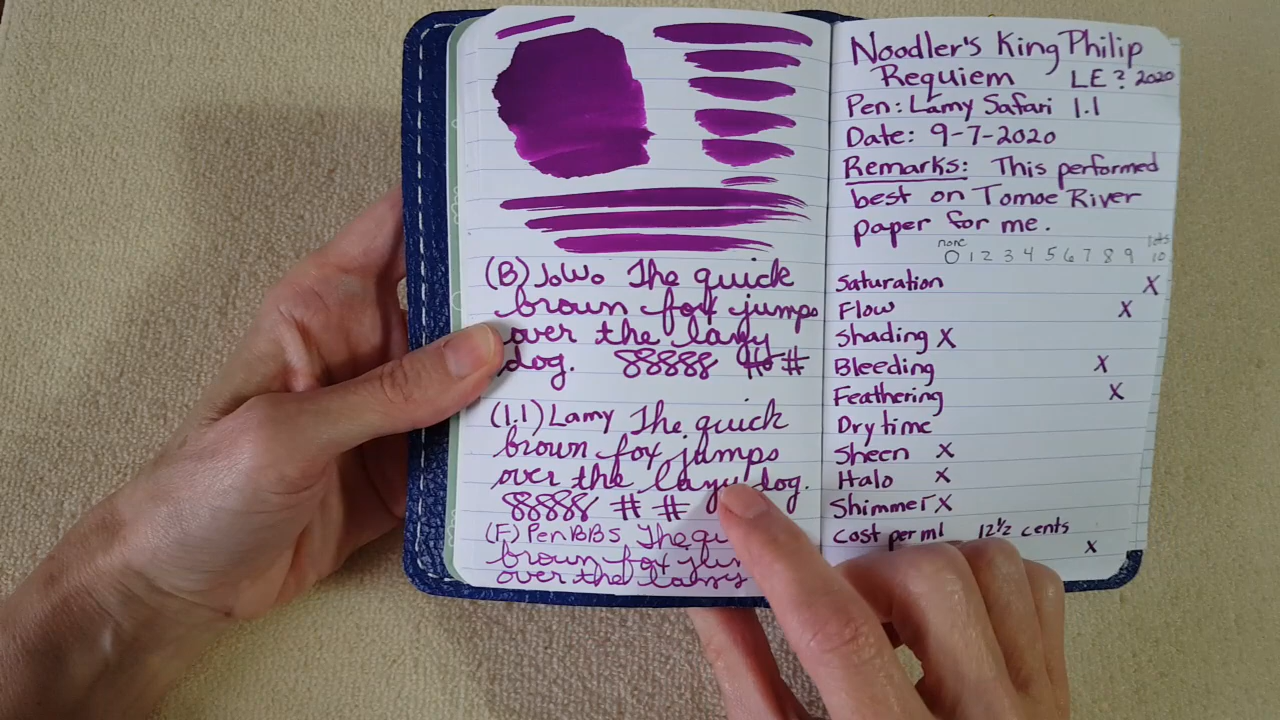 (B) JoWo The quick
brown fox jumps
over the lazy
dog. 88888 # #
(1.1) Lamy The quick
brown fox jumps
over the lazy dog.
88888 # #
(F) PenBBS The qu
brown fox jum
over the lazy
Noodler's King Philip
Requiem LE? 2020
Pen: Lamy Safari 1.1
Date: 9-7-2020
Remarks: This performed
best on Tomoe River
paper for me.
none lots
0 1 2 3 4 5 6 7 8 9 10
Saturation X
Flow X
Shading X
Bleeding X
Feathering X
Dry time
Sheen X
Halo X
Shimmer X
Cost per ml 12 1/2 cents
X